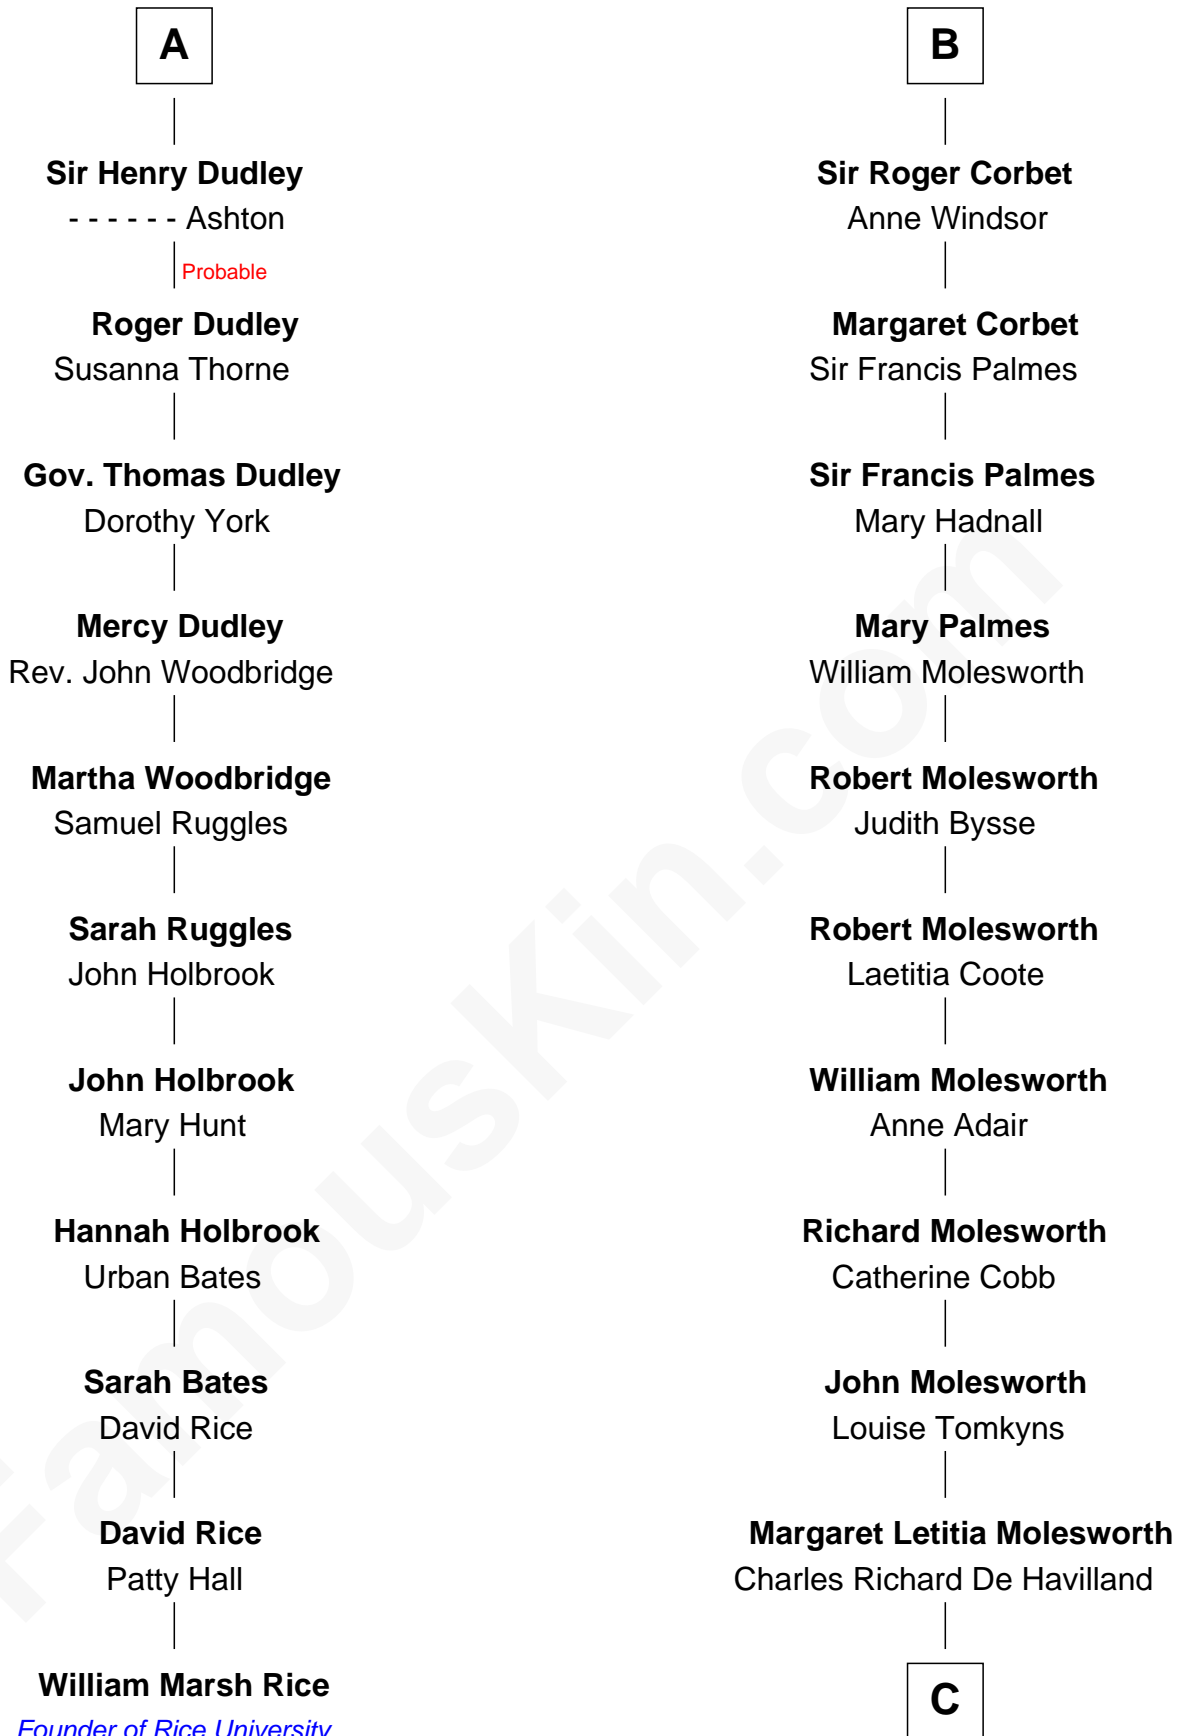 A
Sir Henry Dudley
- - - - - - Ashton
Probable
Roger Dudley
Susanna Thorne
Gov. Thomas Dudley
Dorothy York
Mercy Dudley
Rev. John Woodbridge
Martha Woodbridge
Samuel Ruggles
Sarah Ruggles
John Holbrook
John Holbrook
Mary Hunt
Hannah Holbrook
Urban Bates
Sarah Bates
David Rice
David Rice
Patty Hall
William Marsh Rice
Founder of Rice University
B
Sir Roger Corbet
Anne Windsor
Margaret Corbet
Sir Francis Palmes
Sir Francis Palmes
Mary Hadnall
Mary Palmes
William Molesworth
Robert Molesworth
Judith Bysse
Robert Molesworth
Laetitia Coote
William Molesworth
Anne Adair
Richard Molesworth
Catherine Cobb
John Molesworth
Louise Tomkyns
Margaret Letitia Molesworth
Charles Richard De Havilland
C
FamousKin.com